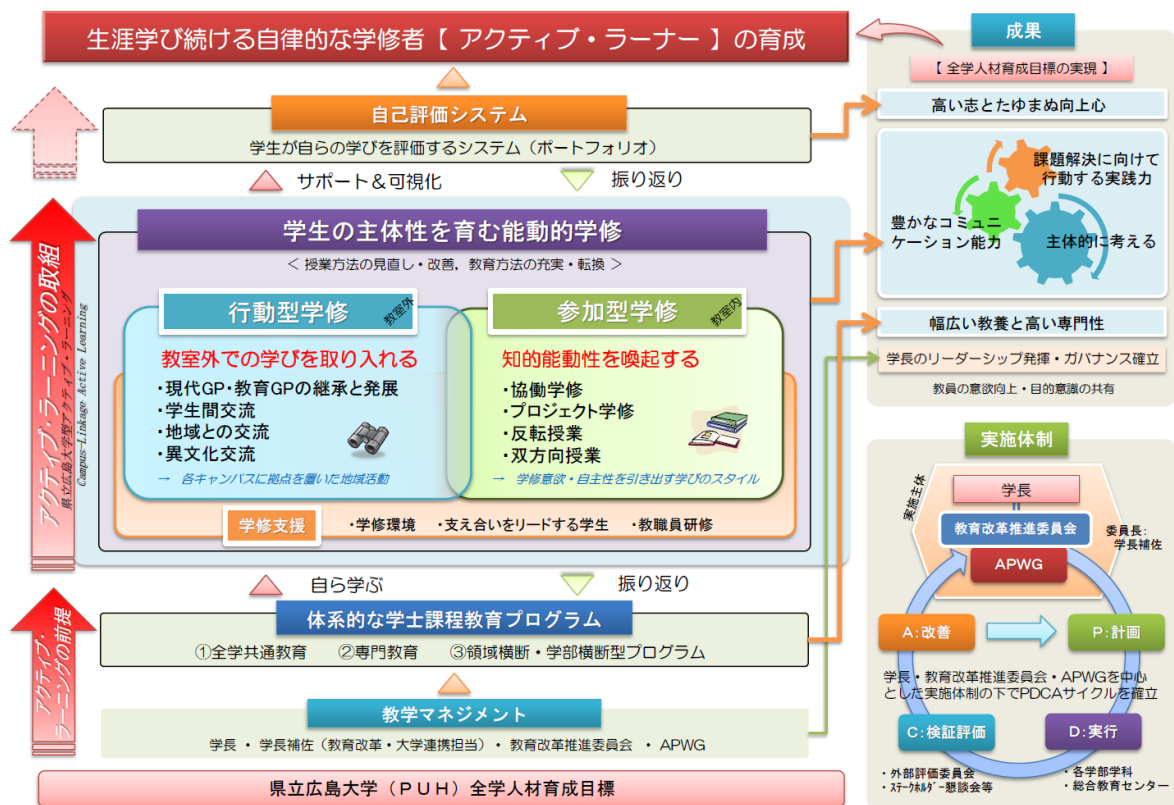 生涯学び続ける自律的な学修者【 アクティブ・ラーナー 】の育成
自己評価システム
学生が自らの学びを評価するシステム（ポートフォリオ）
サポート＆可視化
振り返り
アクティブ・ラーニングの取組
県立広島大学型アクティブ・ラーニング
Campus-Linkage Active Learning
学生の主体性を育む能動的学修
＜ 授業方法の見直し・改善，教育方法の充実・転換 ＞
行動型学修
教室外
教室外での学びを取り入れる
・現代GP・教育GPの継承と発展
・学生間交流
・地域との交流
・異文化交流
→ 各キャンパスに拠点を置いた地域活動
参加型学修
教室内
知的能動性を喚起する
・協働学修
・プロジェクト学修
・反転授業
・双方向授業
→ 学修意欲・自主性を引き出す学びのスタイル
学修支援
・学修環境
・支え合いをリードする学生
・教職員研修
自ら学ぶ
振り返り
アクティブ・
ラーニングの前提
体系的な学士課程教育プログラム
①全学共通教育
②専門教育
③領域横断・学部横断型プログラム
教学マネジメント
学長 ・ 学長補佐（教育改革・大学連携担当） ・ 教育改革推進委員会 ・ APWG
県立広島大学（ＰＵＨ）全学人材育成目標
成果
【 全学人材育成目標の実現 】
高い志とたゆまぬ向上心
課題解決に向けて
行動する実践力
豊かなコミュニ
ケーション能力
主体的に考える
幅広い教養と高い専門性
学長のリーダーシップ発揮・ガバナンス確立
教員の意欲向上・目的意識の共有
実施体制
実施主体
学長
教育改革推進委員会
委員長：
学長補佐
APWG
A：改善
P：計画
学長・教育改革推進委員会・APWGを中心
とした実施体制の下でPDCAサイクルを確立
C：検証評価
D：実行
・外部評価委員会
・ｽﾃｰｸﾎﾙﾀﾞｰ懇談会等
・各学部学科
・総合教育センター